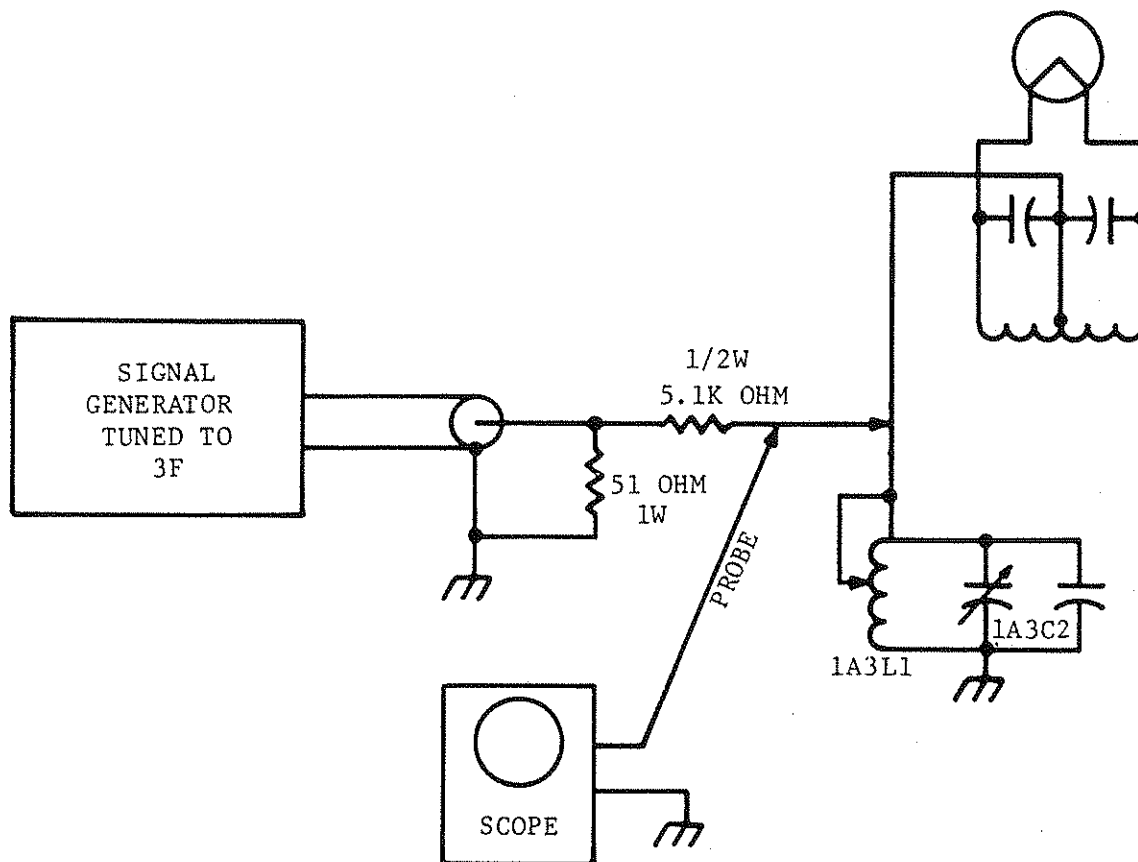 SIGNAL
GENERATOR
TUNED TO
3F
1/2W
5.1K OHM
51 OHM
1W
PROBE
1A3C2
1A3L1
SCOPE